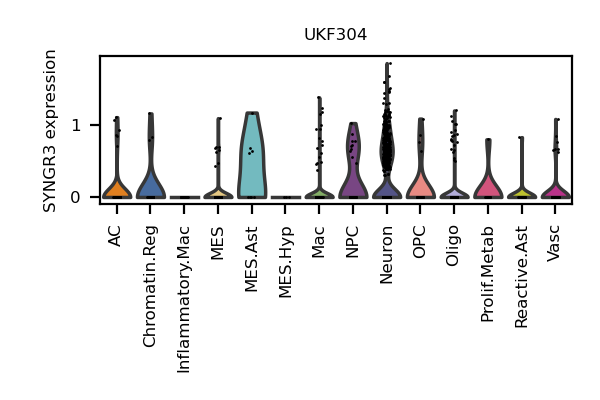 UKF304
SYNGR3 expression
1
0
AC
Chromatin.Reg
Inflammatory.Mac
MES
MES.Ast
MES.Hyp
Mac
NPC
Neuron
OPC
Oligo
Prolif.Metab
Reactive.Ast
Vasc